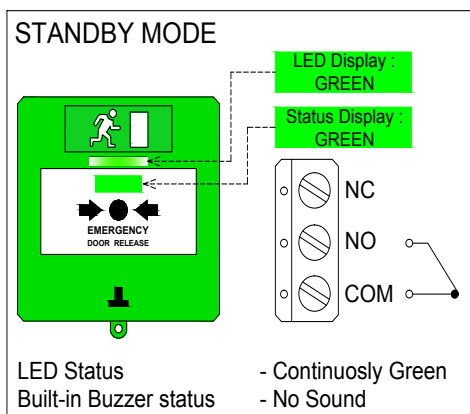 STANDBY MODE
LED Display :
GREEN
Status Display :
GREEN
EMERGENCY
DOOR RELEASE
NC
NO
COM
LED Status - Continuosly Green
Built-in Buzzer status - No Sound